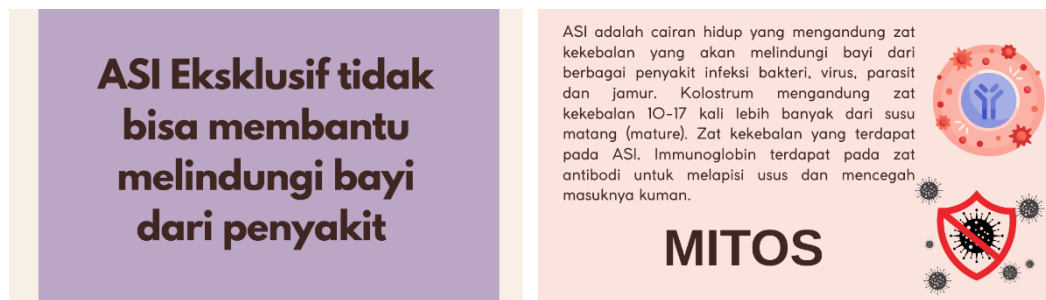 ASI Eksklusif tidak
bisa membantu
melindungi bayi
dari penyakit
ASI adalah cairan hidup yang mengandung zat
kekebalan yang akan melindungi bayi dari
berbagai penyakit infeksi bakteri, virus, parasit
dan jamur. Kolostrum mengandung zat
kekebalan 10-17 kali lebih banyak dari susu
matang (mature). Zat kekebalan yang terdapat
pada ASI. Immunoglobin terdapat pada zat
antibodi untuk melapisi usus dan mencegah
masuknya kuman.
MITOS